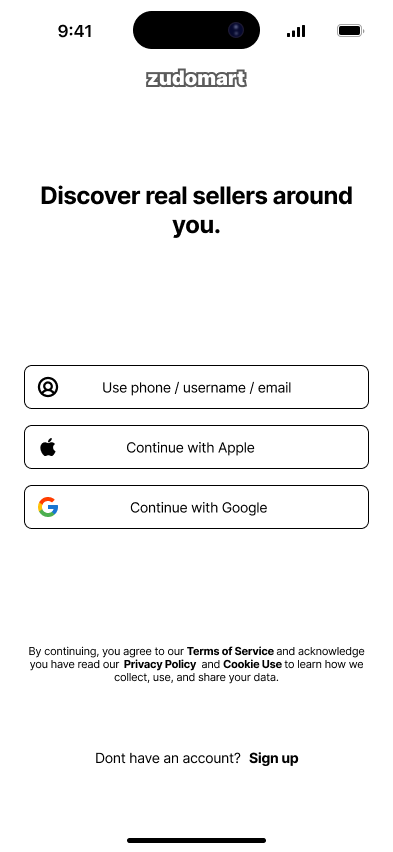 9:41
zudomart
Discover real sellers around
you.
Use phone / username / email
Continue with Apple
Continue with Google
By continuing, you agree to our Terms of Service and acknowledge
you have read our Privacy Policy and Cookie Use to learn how we
collect, use, and share your data.
Dont have an account? Sign up